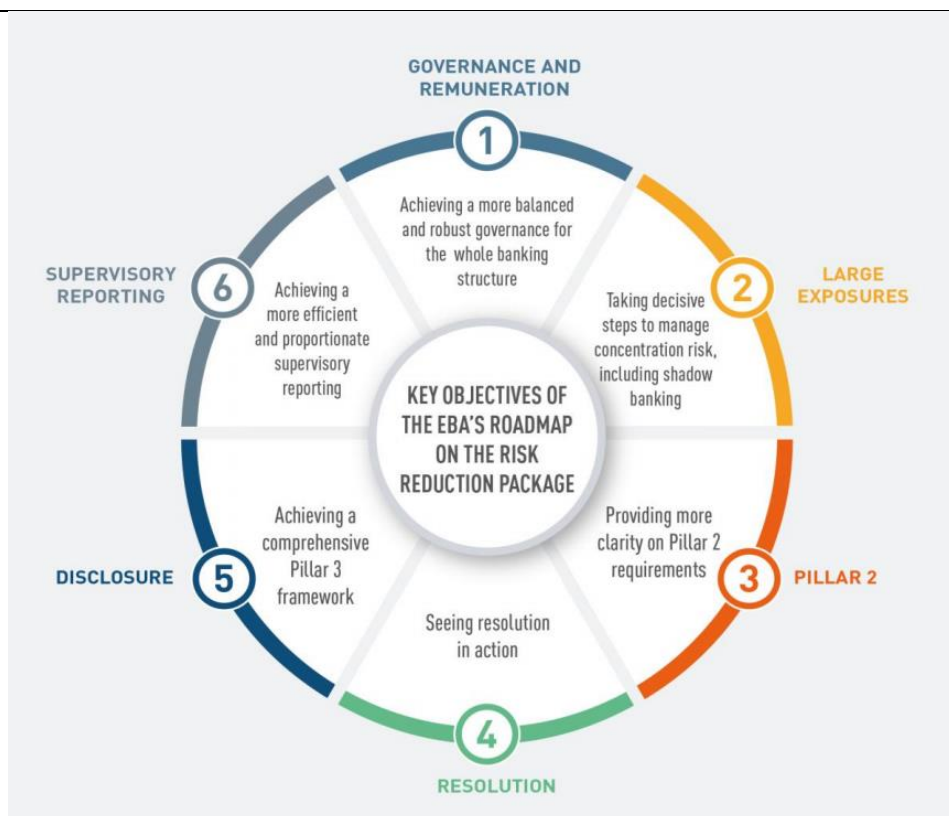 GOVERNANCE AND
REMUNERATION
1
Achieving a more balanced
and robust governance for
the whole banking
structure
LARGE
EXPOSURES
2
Taking decisive
steps to manage
concentration risk,
including shadow
banking
PILLAR 2
3
Providing more
clarity on Pillar 2
requirements
RESOLUTION
4
Seeing resolution
in action
DISCLOSURE
5
Achieving a
comprehensive
Pillar 3
framework
SUPERVISORY
REPORTING
6
Achieving a
more efficient
and proportionate
supervisory
reporting
KEY OBJECTIVES OF
THE EBA'S ROADMAP
ON THE RISK
REDUCTION PACKAGE